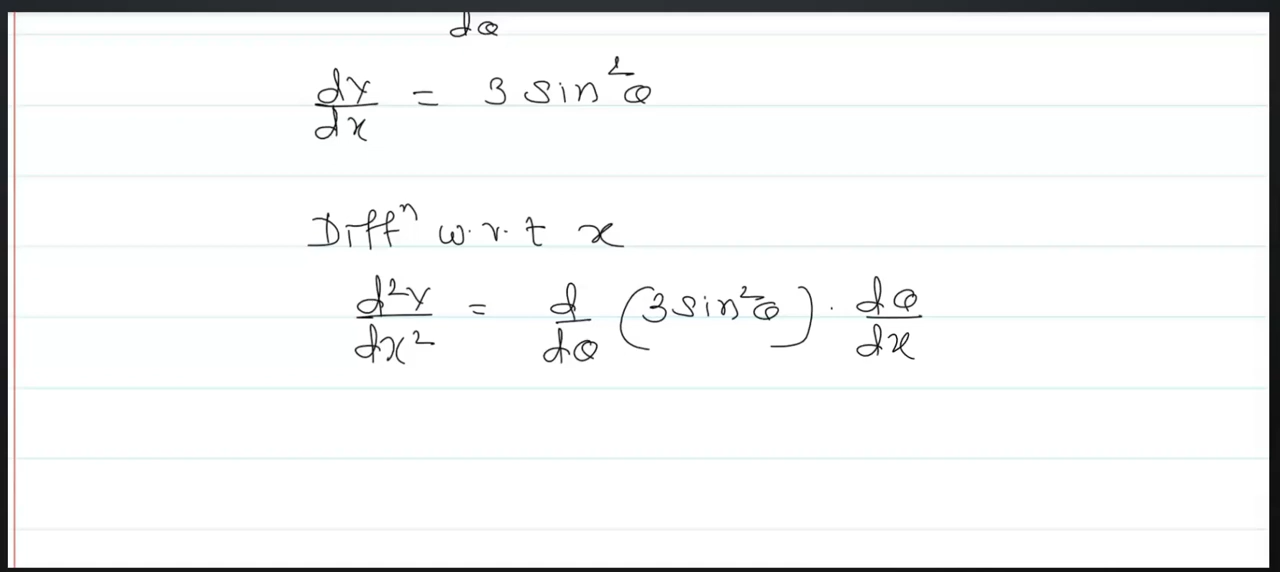 dθ
dy/dx = 3 sin²θ
Diffⁿ w.r.t x
d²y/dx² = d/dθ (3 sin²θ) . dθ/dx